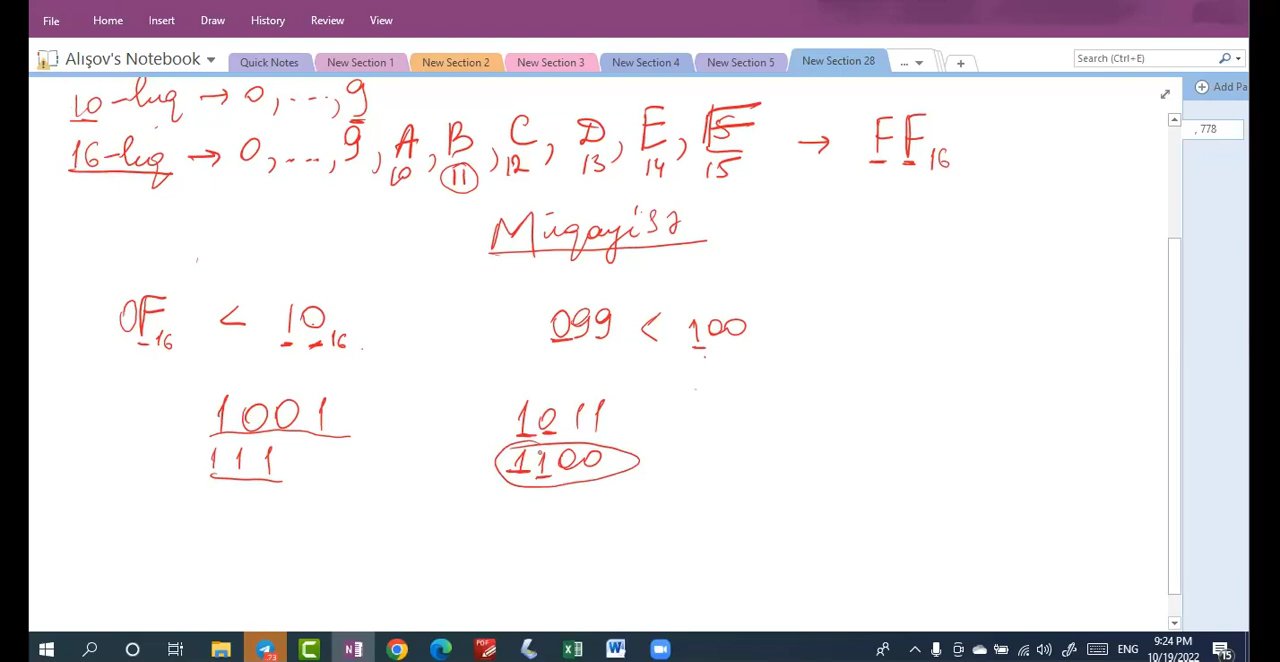 File Home Insert Draw History Review View
Alışov's Notebook Quick Notes New Section 1 New Section 2 New Section 3 New Section 4 New Section 5 New Section 28 ... + Search (Ctrl+E)
Add Pa
10-luq → 0, ..., 9
, 778
16-luq → 0, ..., 9, A, B, C, D, E, F → FF16
10 11 12 13 14 15
Müqayisə
0F16 < 1016 099 < 100
1001 1011
111 1100
73 ENG 9:24 PM
10/19/2022 15